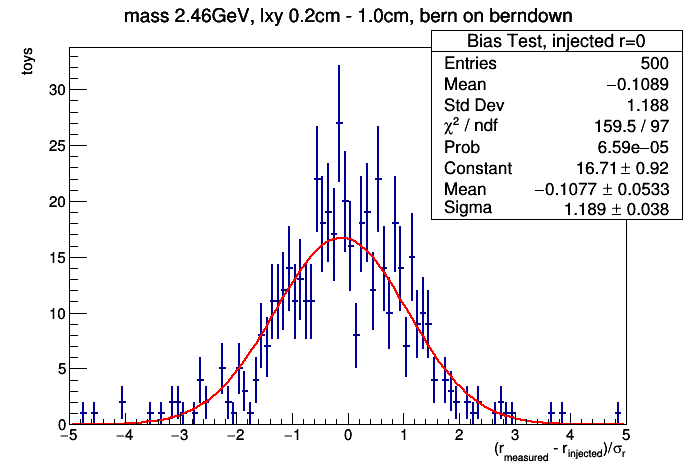 mass 2.46GeV, lxy 0.2cm - 1.0cm, bern on berndown
Bias Test, injected r=0
Entries 500
Mean −0.1089
Std Dev 1.188
χ² / ndf 159.5 / 97
Prob 6.59e−05
Constant 16.71 ± 0.92
Mean −0.1077 ± 0.0533
Sigma 1.189 ± 0.038
toys
30
25
20
15
10
5
0
−5 −4 −3 −2 −1 0 1 2 3 4 5
(r_measured - r_injected)/σ_r